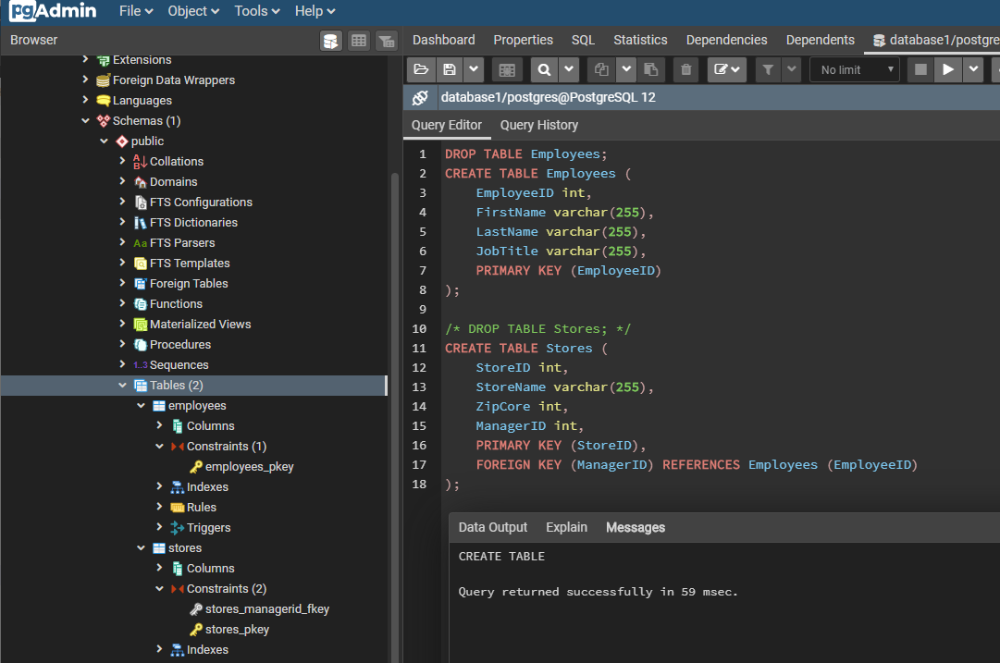 pgAdmin File Object Tools Help
Browser
Dashboard Properties SQL Statistics Dependencies Dependents database1/postgre
No limit
database1/postgres@PostgreSQL 12
Query Editor Query History
Extensions
Foreign Data Wrappers
Languages
Schemas (1)
public
Collations
Domains
FTS Configurations
FTS Dictionaries
Aa FTS Parsers
FTS Templates
Foreign Tables
Functions
Materialized Views
Procedures
1..3 Sequences
Tables (2)
employees
Columns
Constraints (1)
employees_pkey
Indexes
Rules
Triggers
stores
Columns
Constraints (2)
stores_managerid_fkey
stores_pkey
Indexes
1 DROP TABLE Employees;
2 CREATE TABLE Employees (
3 EmployeeID int,
4 FirstName varchar(255),
5 LastName varchar(255),
6 JobTitle varchar(255),
7 PRIMARY KEY (EmployeeID)
8 );
9
10 /* DROP TABLE Stores; */
11 CREATE TABLE Stores (
12 StoreID int,
13 StoreName varchar(255),
14 ZipCore int,
15 ManagerID int,
16 PRIMARY KEY (StoreID),
17 FOREIGN KEY (ManagerID) REFERENCES Employees (EmployeeID)
18 );
Data Output Explain Messages
CREATE TABLE
Query returned successfully in 59 msec.